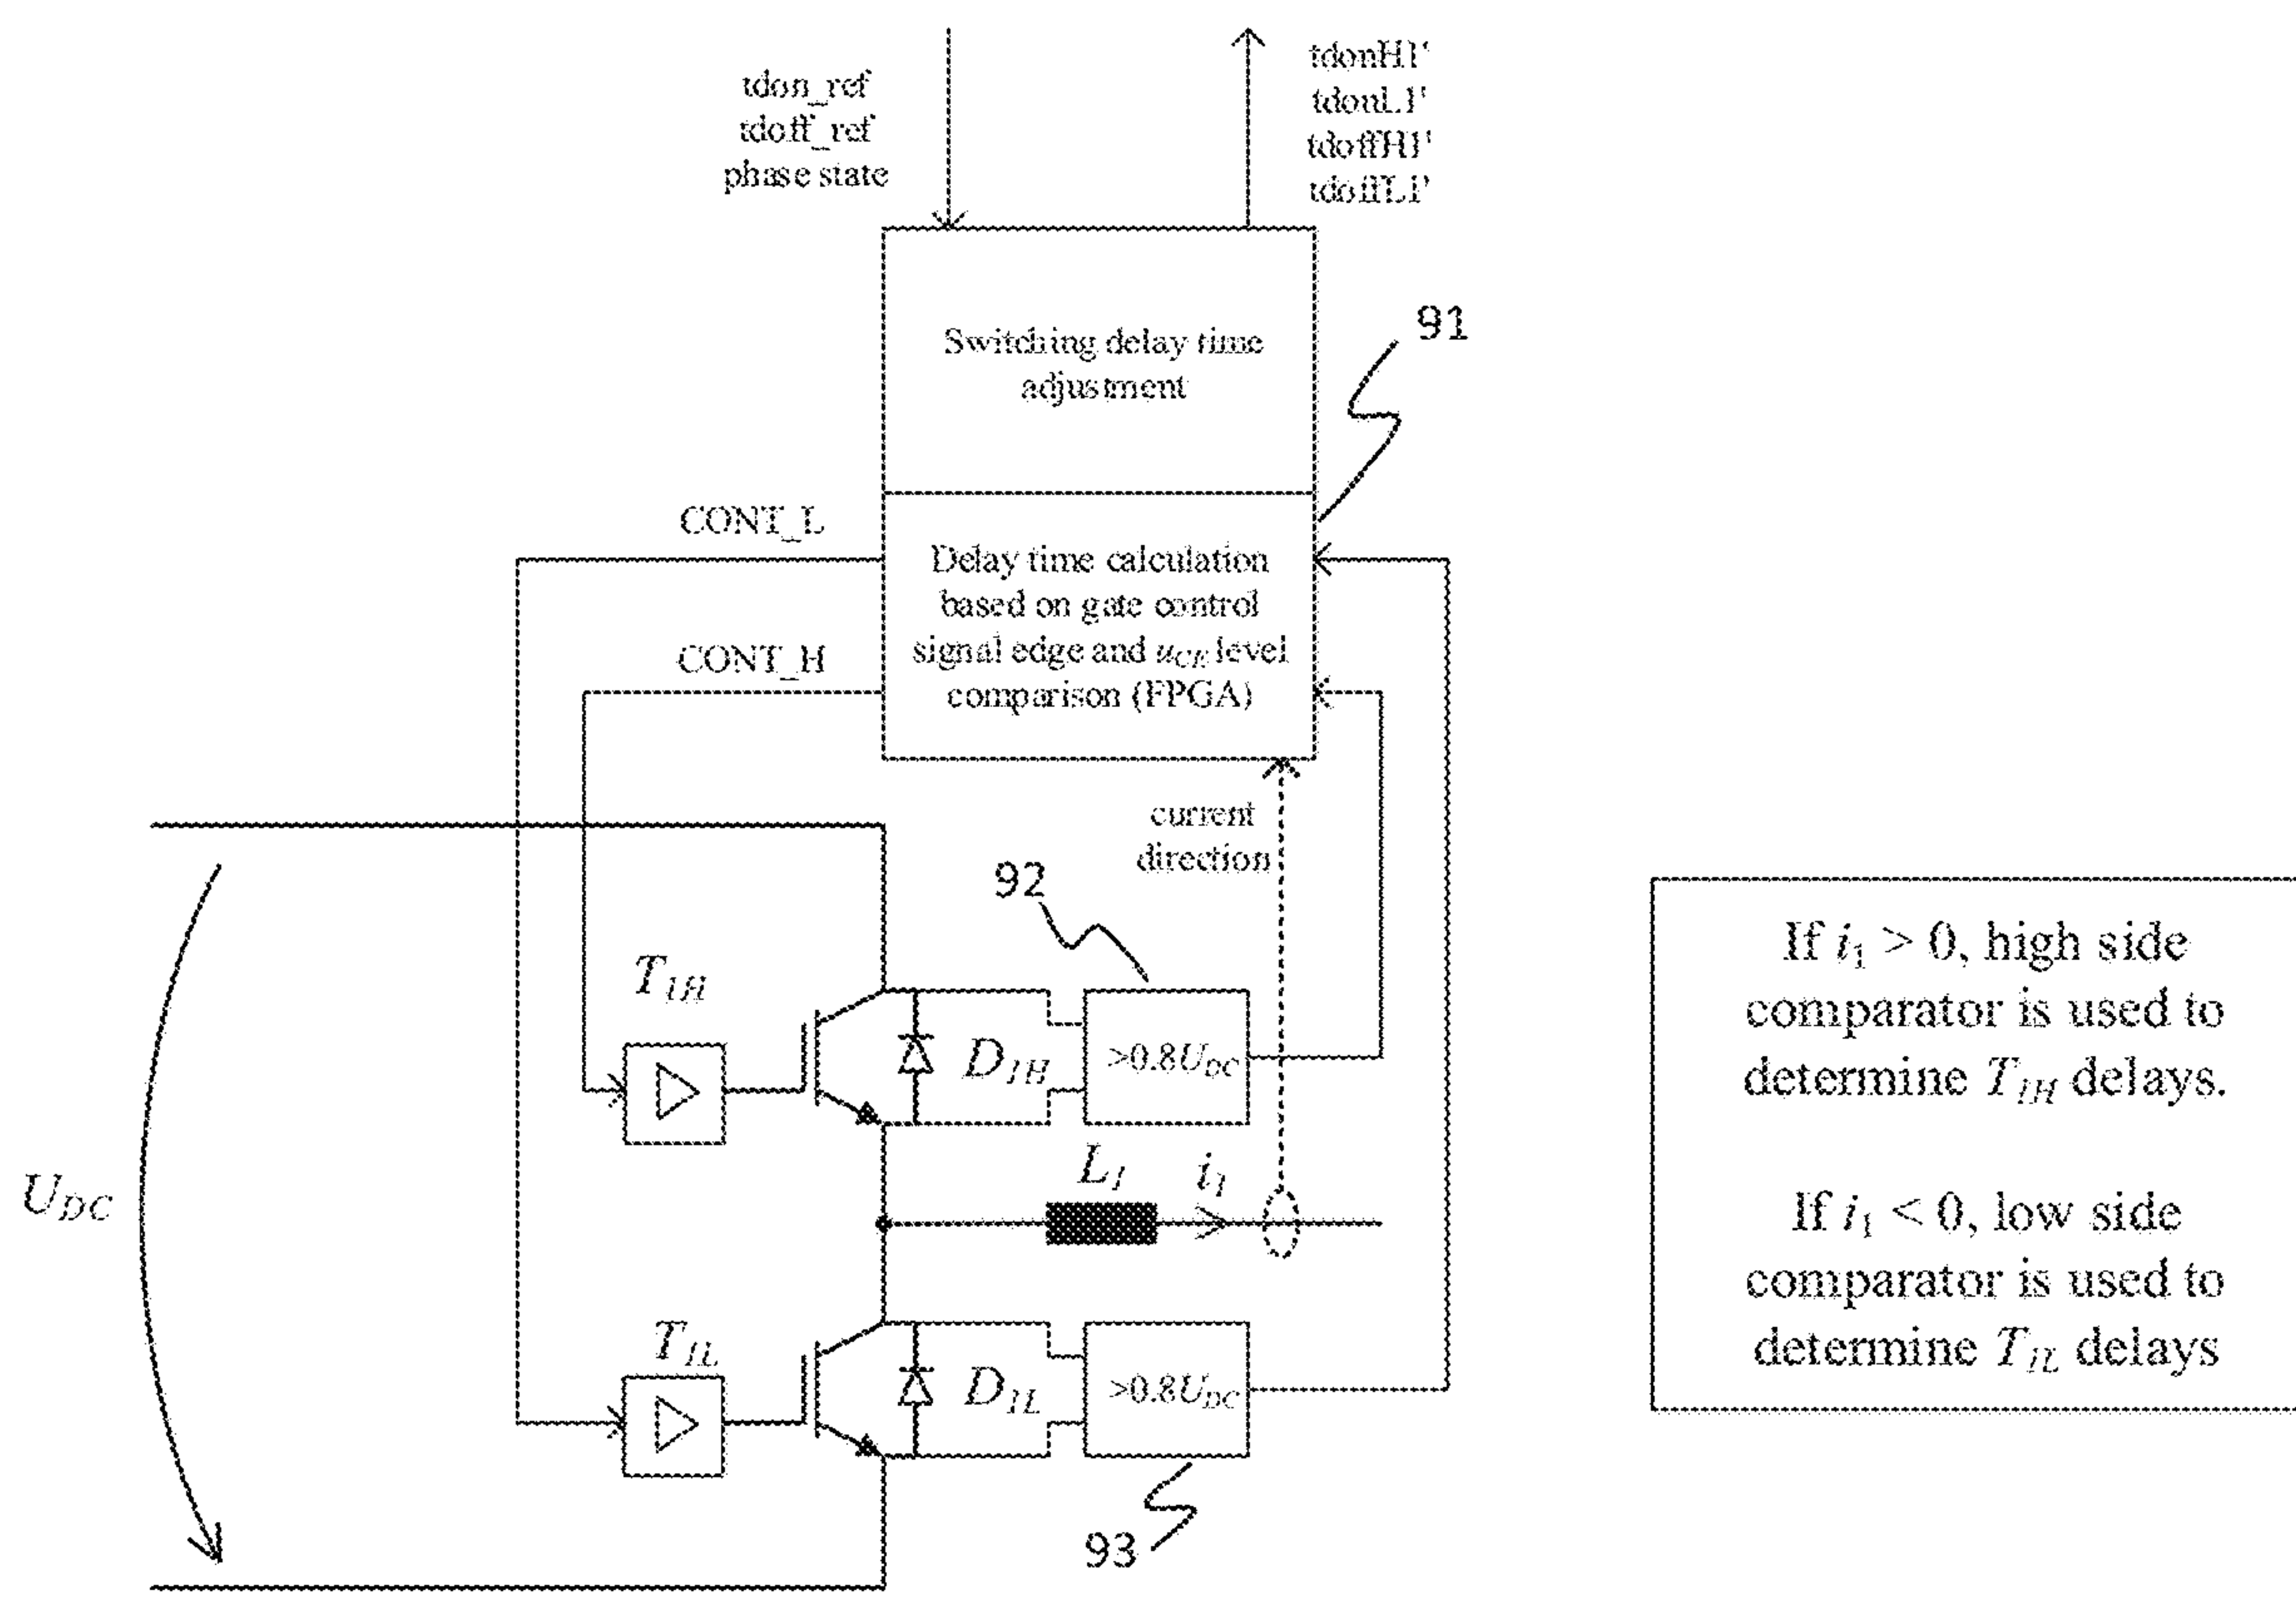 tdon_ref
tdoff_ref
phase state
tdonH1'
tdonL1'
tdoffH1'
tdoffL1'
Switching delay time
adjustment
91
CONT_L
CONT_H
Delay time calculation
based on gate control
signal edge and uCE level
comparison (FPGA)
current
direction
92
T1H
D1H
>0.8UDC
UDC
L1
i1
T1L
D1L
>0.8UDC
93
If i1 > 0, high side
comparator is used to
determine T1H delays.
If i1 < 0, low side
comparator is used to
determine T1L delays